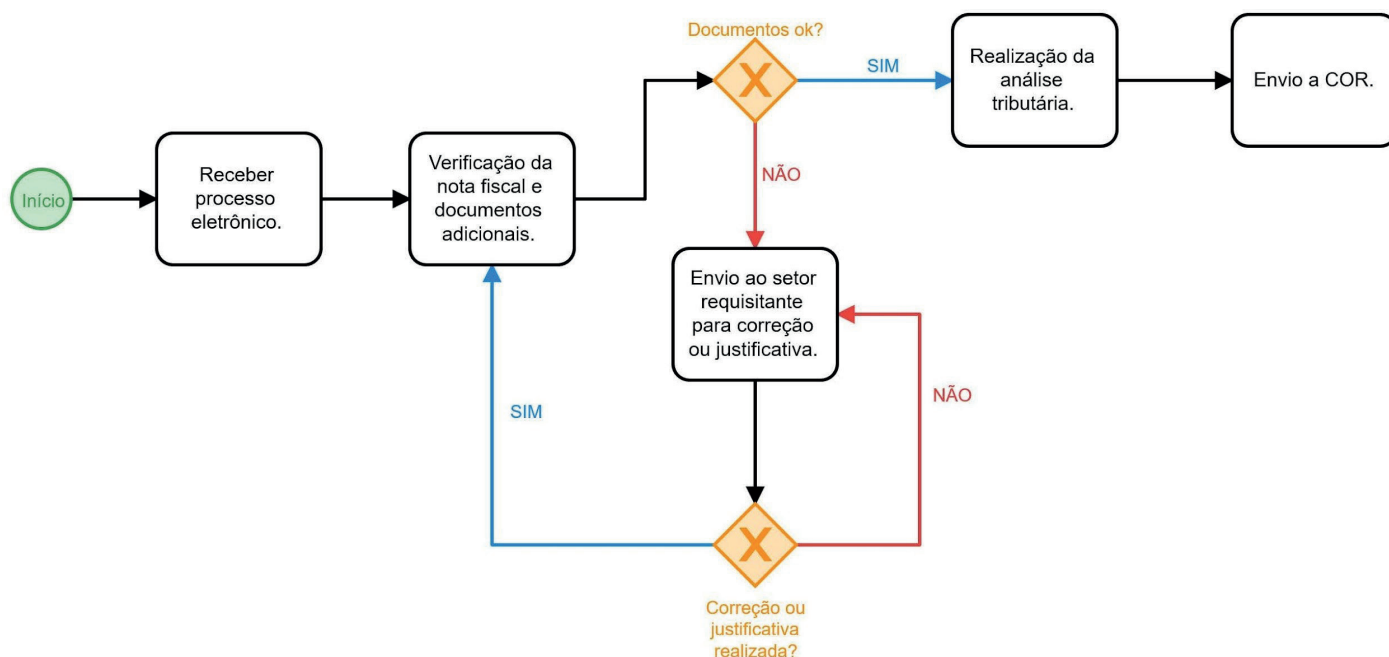 Início
Receber
processo
eletrônico.
Verificação da
nota fiscal e
documentos
adicionais.
Documentos ok?
X
SIM
NÃO
Realização da
análise
tributária.
Envio a COR.
Envio ao setor
requisitante
para correção
ou justificativa.
NÃO
SIM
X
Correção ou
justificativa
realizada?